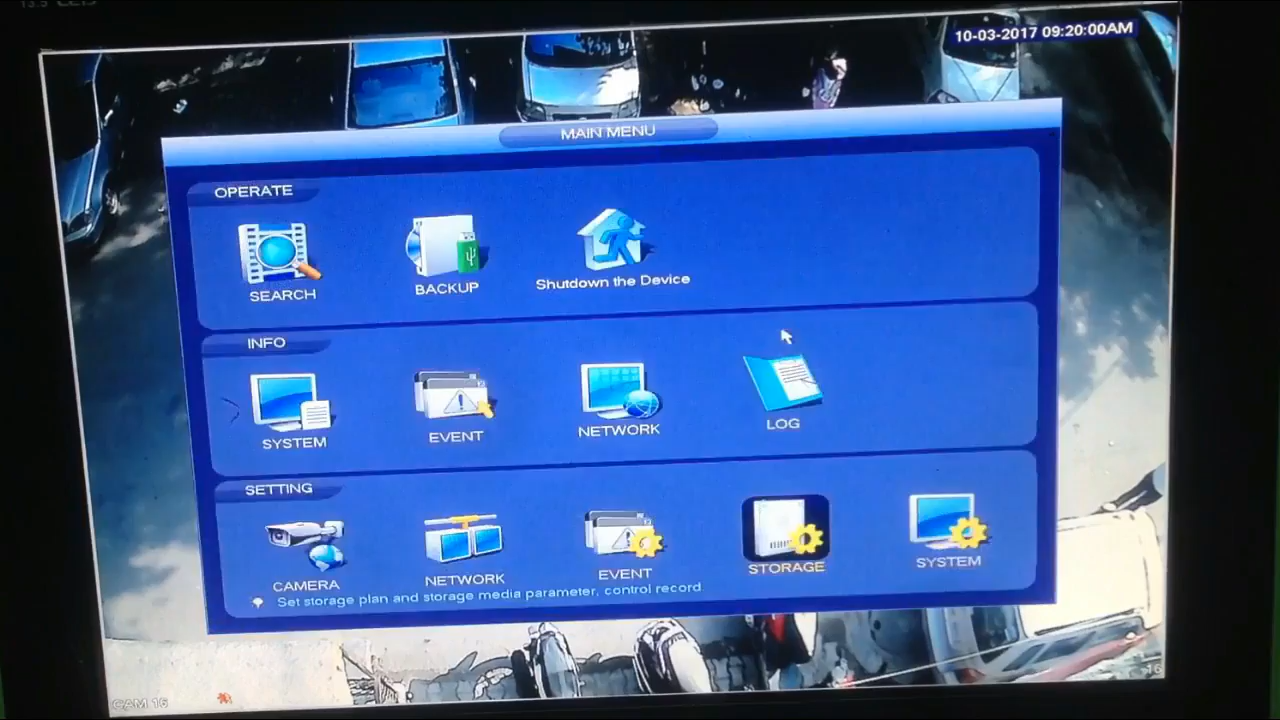 10-03-2017 09:20:00AM
MAIN MENU
OPERATE
SEARCH
BACKUP
Shutdown the Device
INFO
SYSTEM
EVENT
NETWORK
LOG
SETTING
CAMERA
NETWORK
EVENT
STORAGE
SYSTEM
Set storage plan and storage media parameter, control record
CAM 16
16